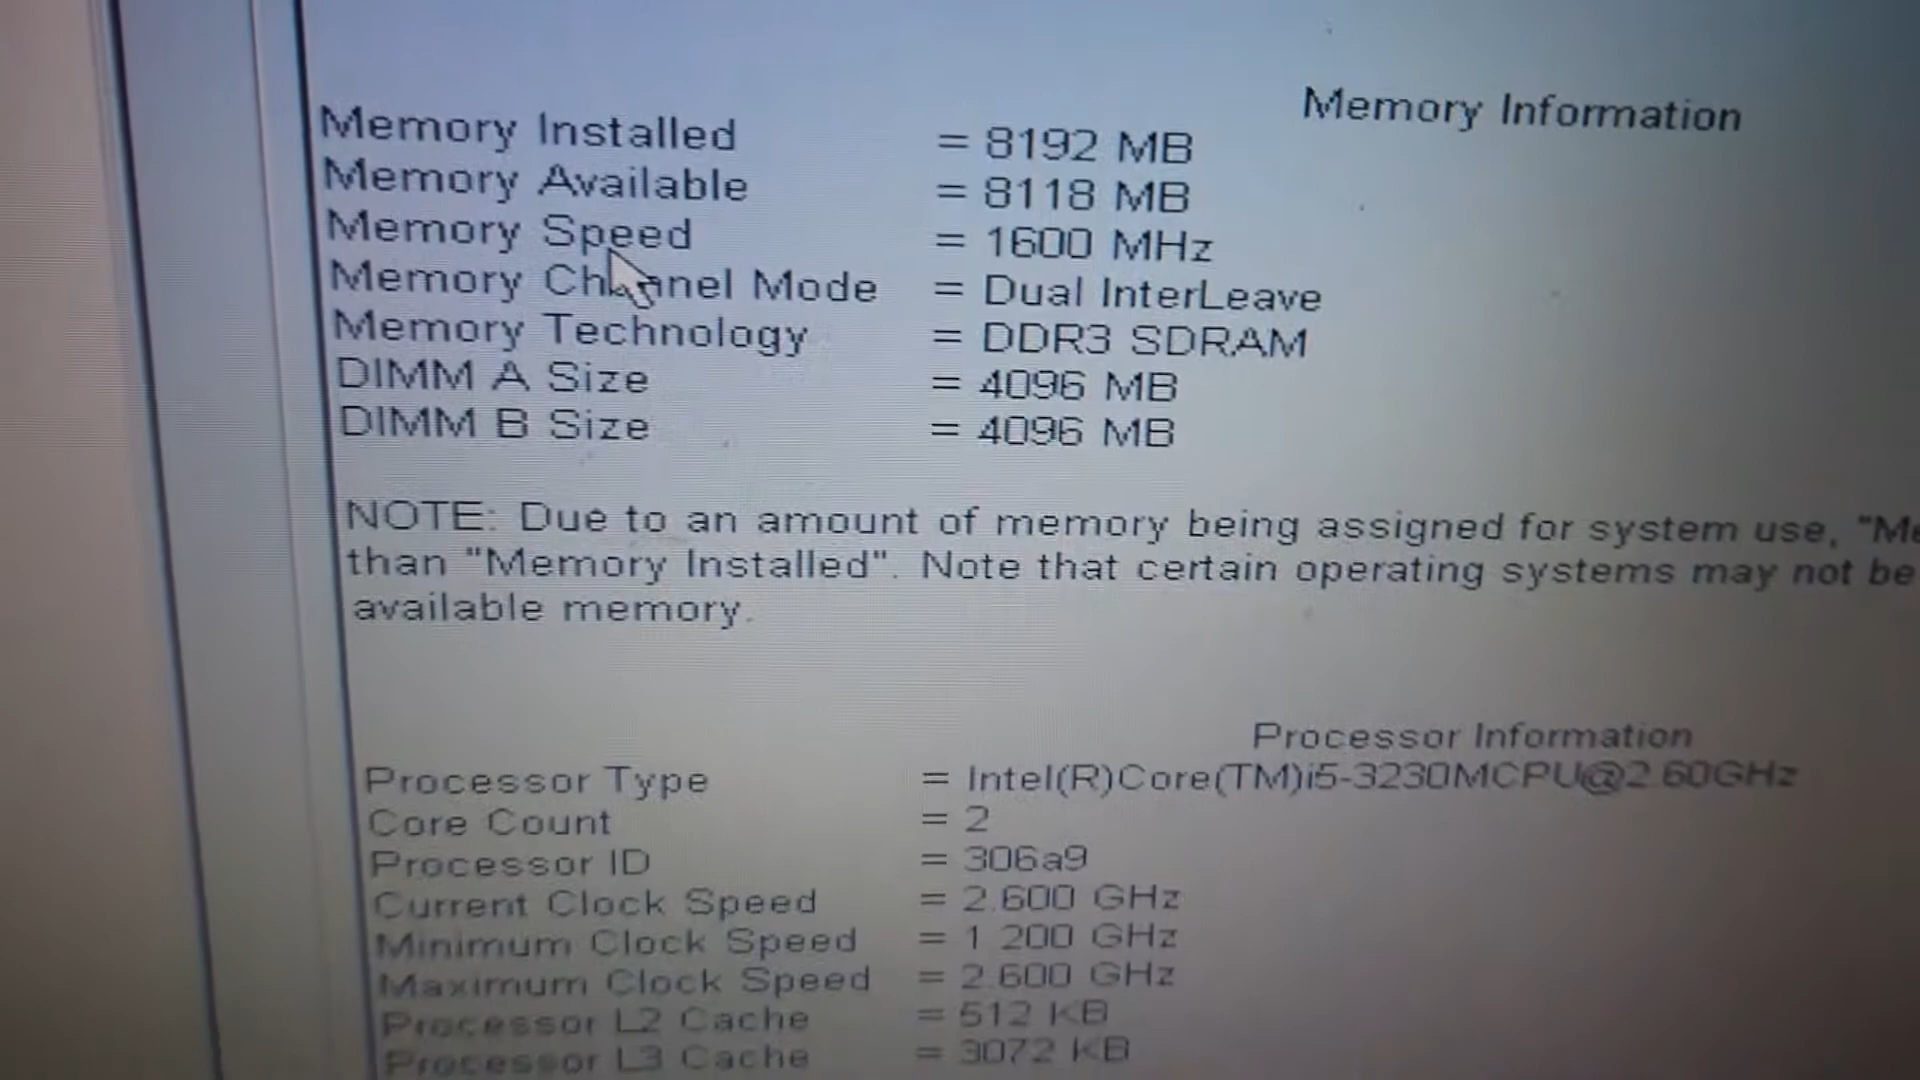 Memory Information
Memory Installed = 8192 MB
Memory Available = 8118 MB
Memory Speed = 1600 MHz
Memory Channel Mode = Dual InterLeave
Memory Technology = DDR3 SDRAM
DIMM A Size = 4096 MB
DIMM B Size = 4096 MB
NOTE: Due to an amount of memory being assigned for system use, "Me
than "Memory Installed". Note that certain operating systems may not be
available memory.
Processor Information
Processor Type = Intel(R)Core(TM)i5-3230MCPU@2.60GHz
Core Count = 2
Processor ID = 306a9
Current Clock Speed = 2.600 GHz
Minimum Clock Speed = 1.200 GHz
Maximum Clock Speed = 2.600 GHz
Processor L2 Cache = 512 KB
Processor L3 Cache = 3072 KB